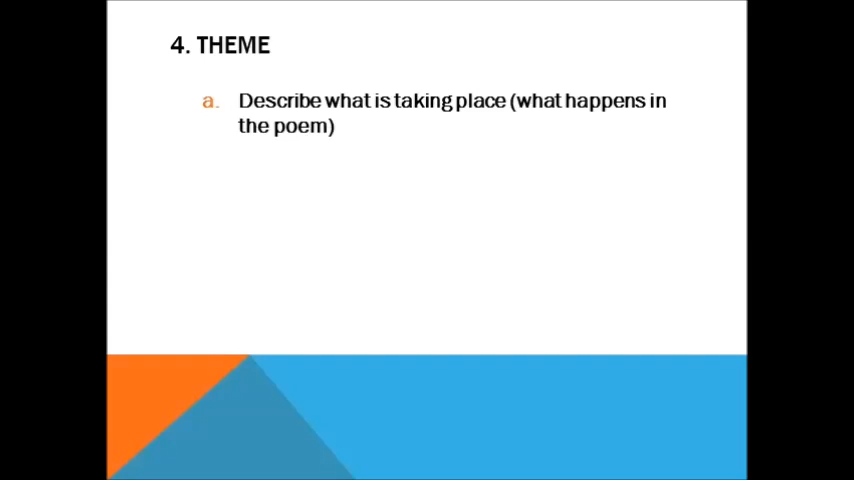 4. THEME
a. Describe what is taking place (what happens in
the poem)